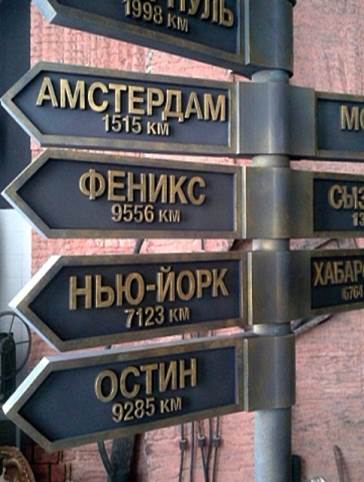 1998 КМ
АМСТЕРДАМ
1515 КМ
ФЕНИКС
9556 КМ
НЬЮ-ЙОРК
7123 КМ
ОСТИН
9285 КМ